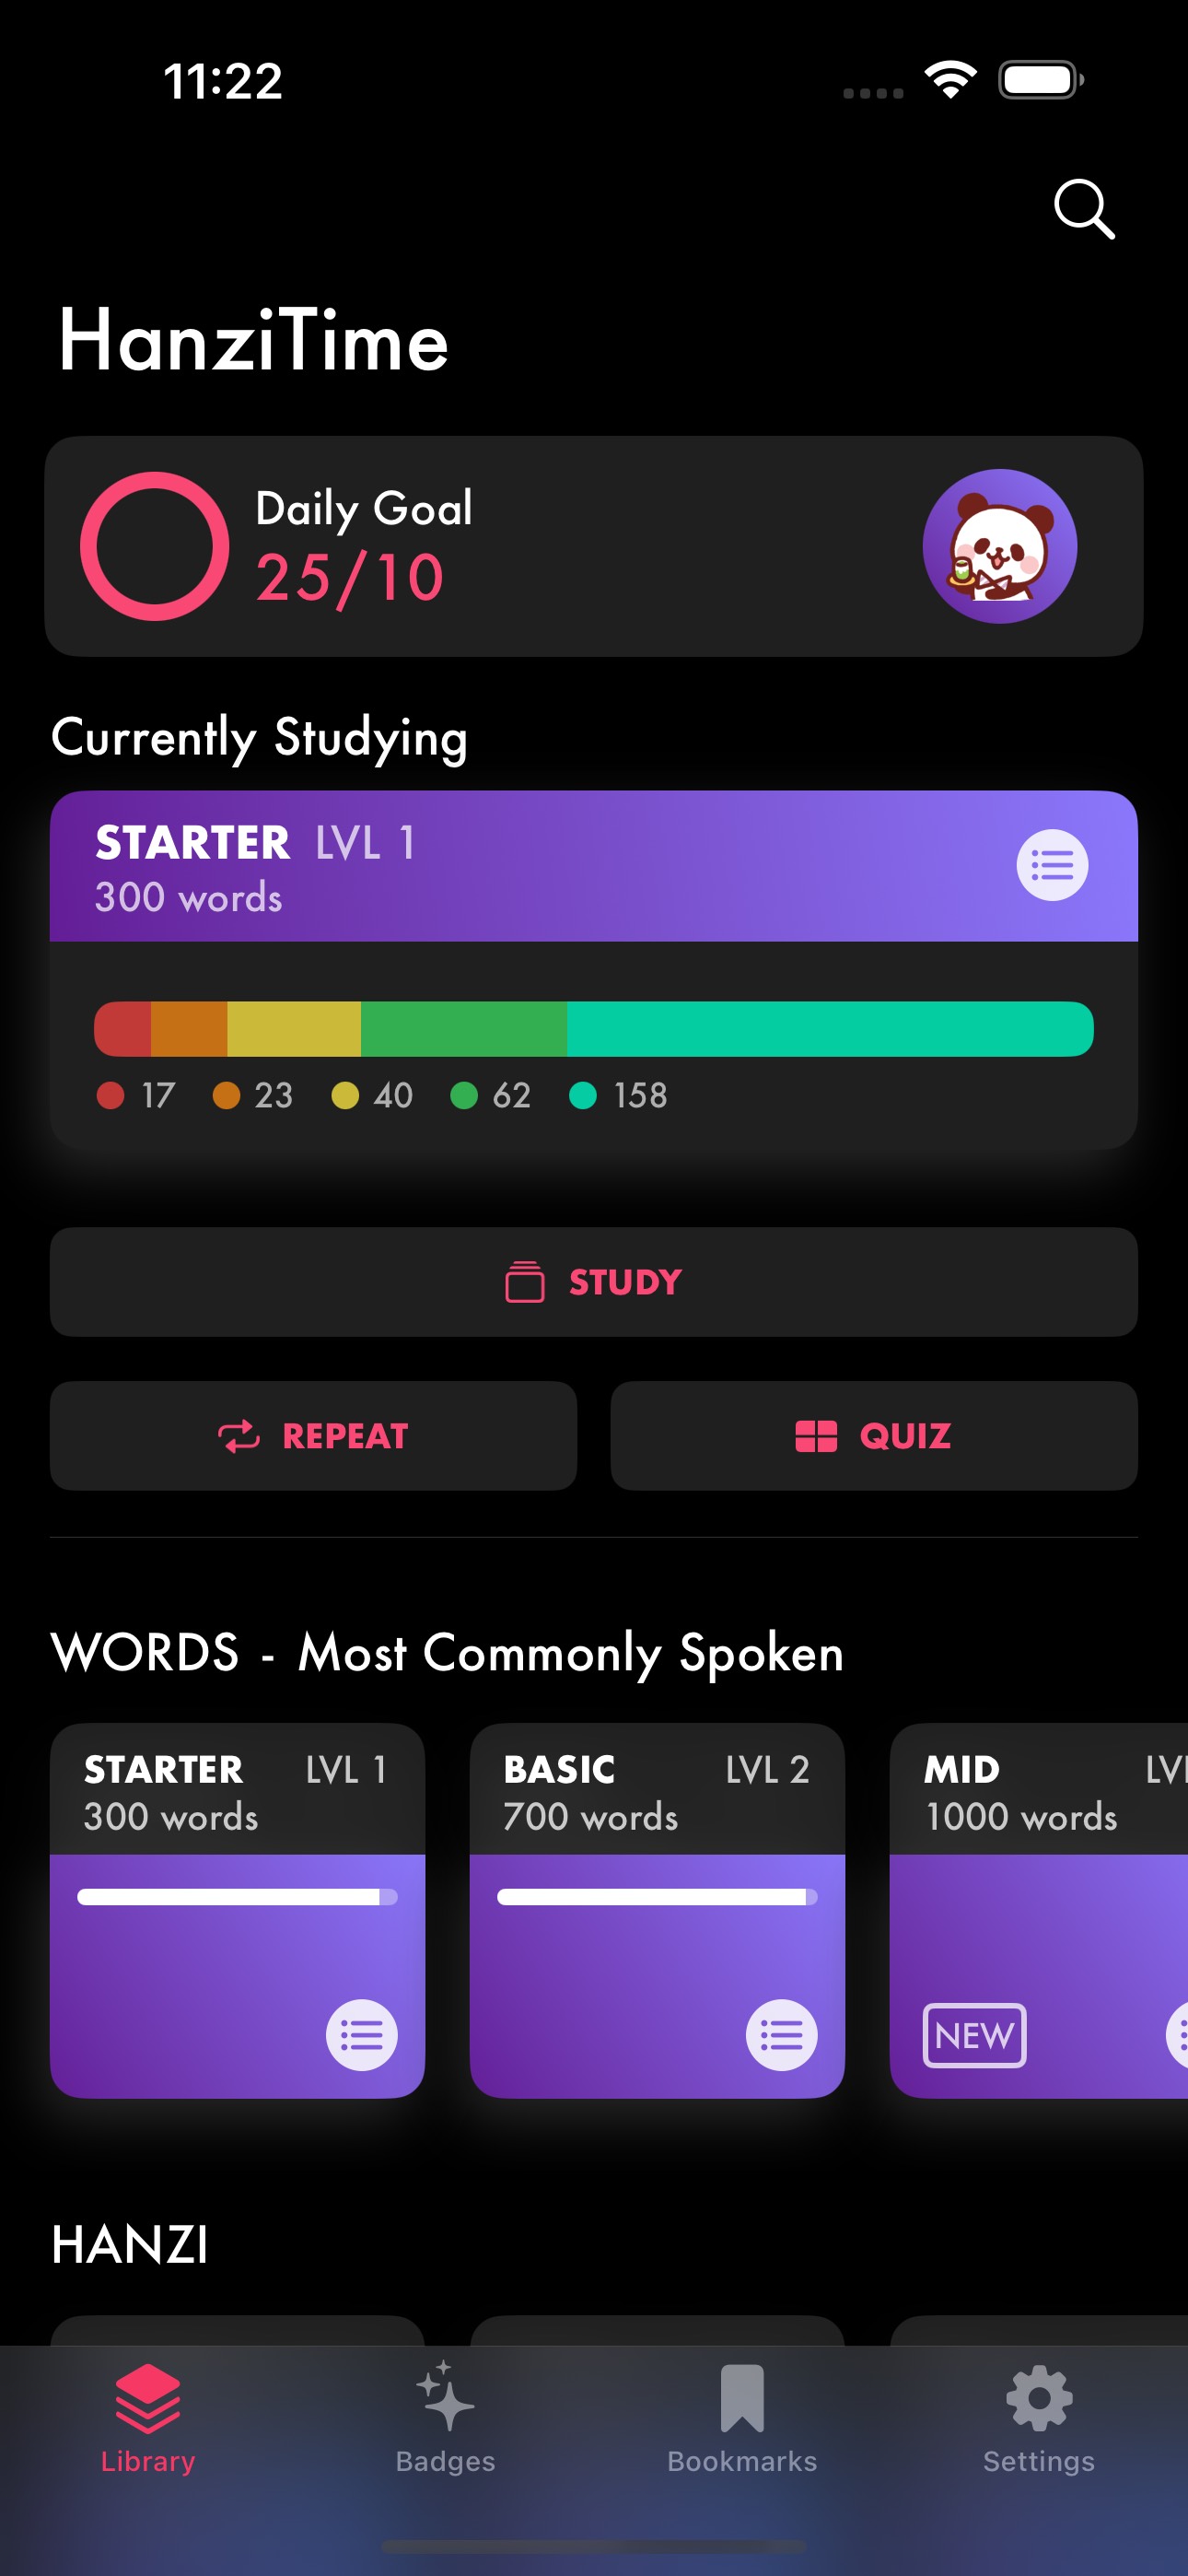 11:22
HanziTime
Daily Goal
25/10
Currently Studying
STARTER LVL 1
300 words
17 23 40 62 158
STUDY
REPEAT QUIZ
WORDS - Most Commonly Spoken
STARTER LVL 1 BASIC LVL 2 MID
300 words 700 words 1000 words
NEW
HANZI
Library Badges Bookmarks Settings